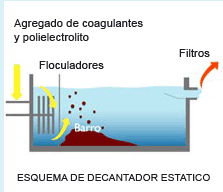 Agregado de coagulantes
y polielectrolito
Filtros
Floculadores
Barro
ESQUEMA DE DECANTADOR ESTATICO